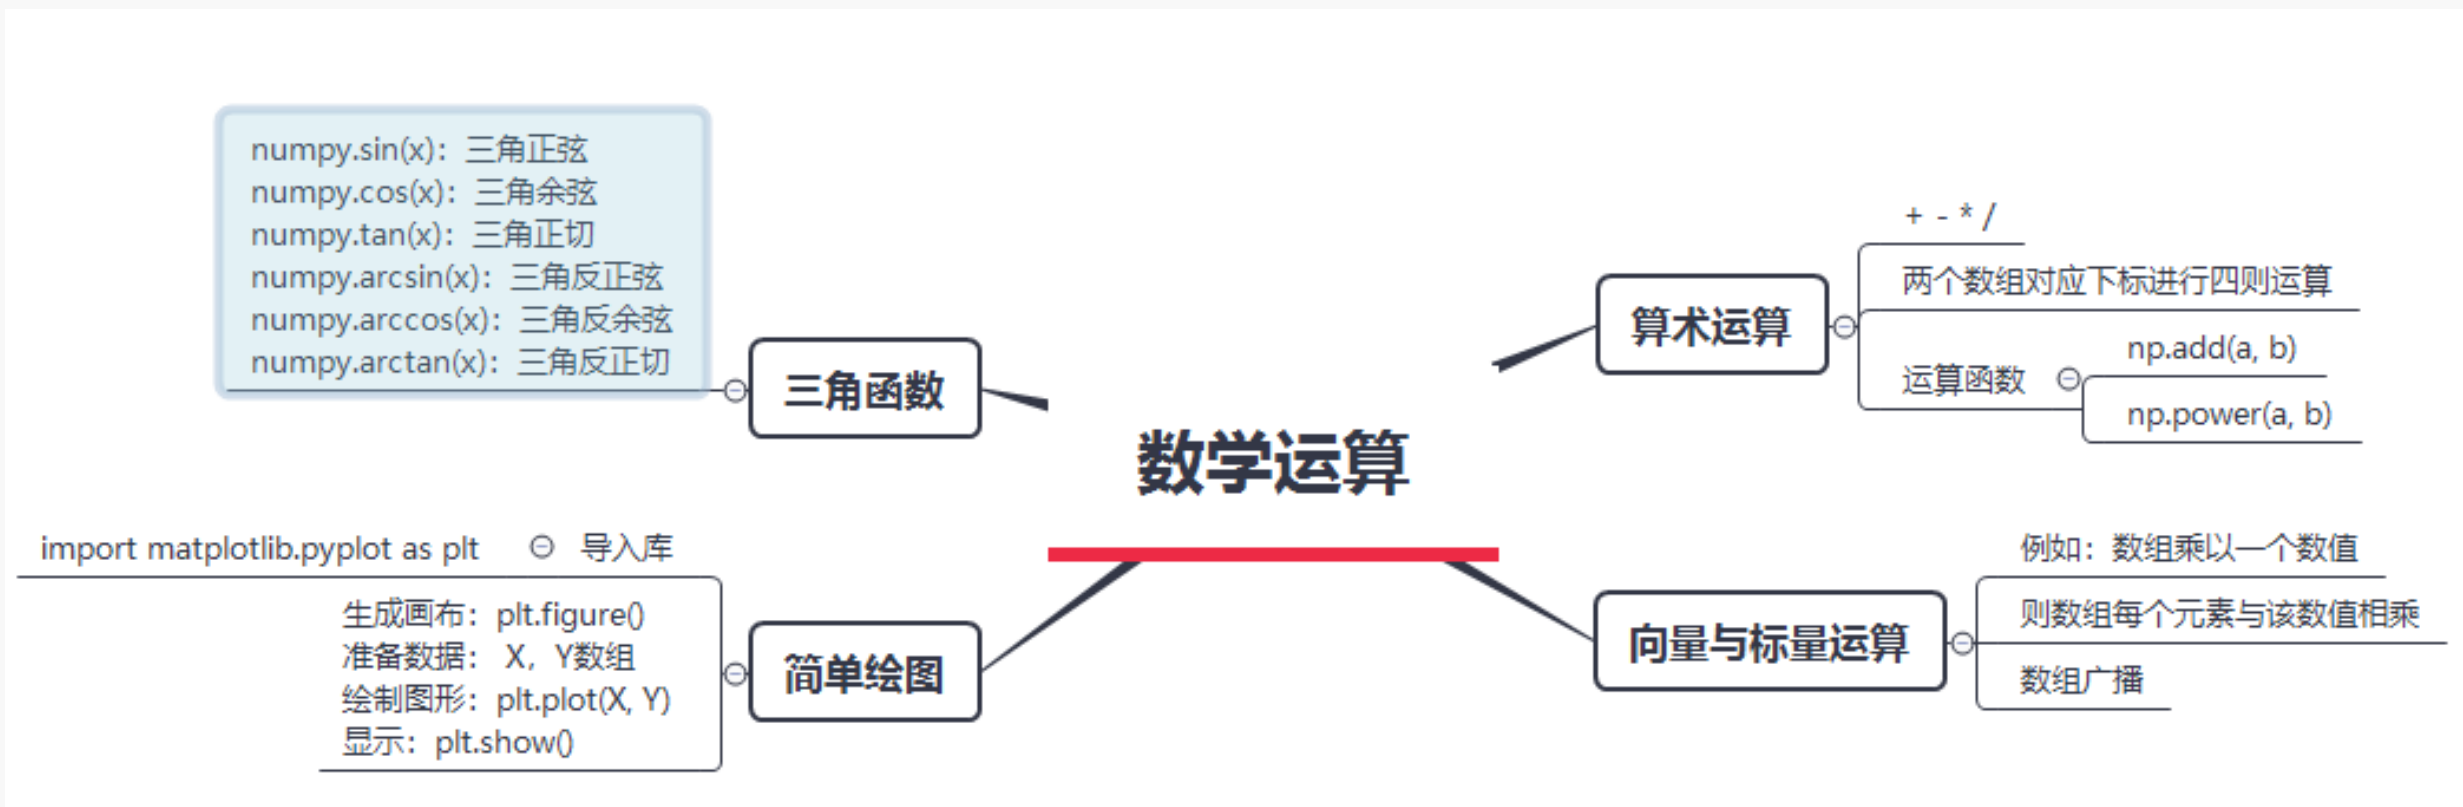 数学运算
算术运算
+ - * /
两个数组对应下标进行四则运算
运算函数
np.add(a, b)
np.power(a, b)
向量与标量运算
例如：数组乘以一个数值
则数组每个元素与该数值相乘
数组广播
三角函数
numpy.sin(x)：三角正弦
numpy.cos(x)：三角余弦
numpy.tan(x)：三角正切
numpy.arcsin(x)：三角反正弦
numpy.arccos(x)：三角反余弦
numpy.arctan(x)：三角反正切
简单绘图
导入库
import matplotlib.pyplot as plt
生成画布：plt.figure()
准备数据： X，Y数组
绘制图形：plt.plot(X, Y)
显示：plt.show()